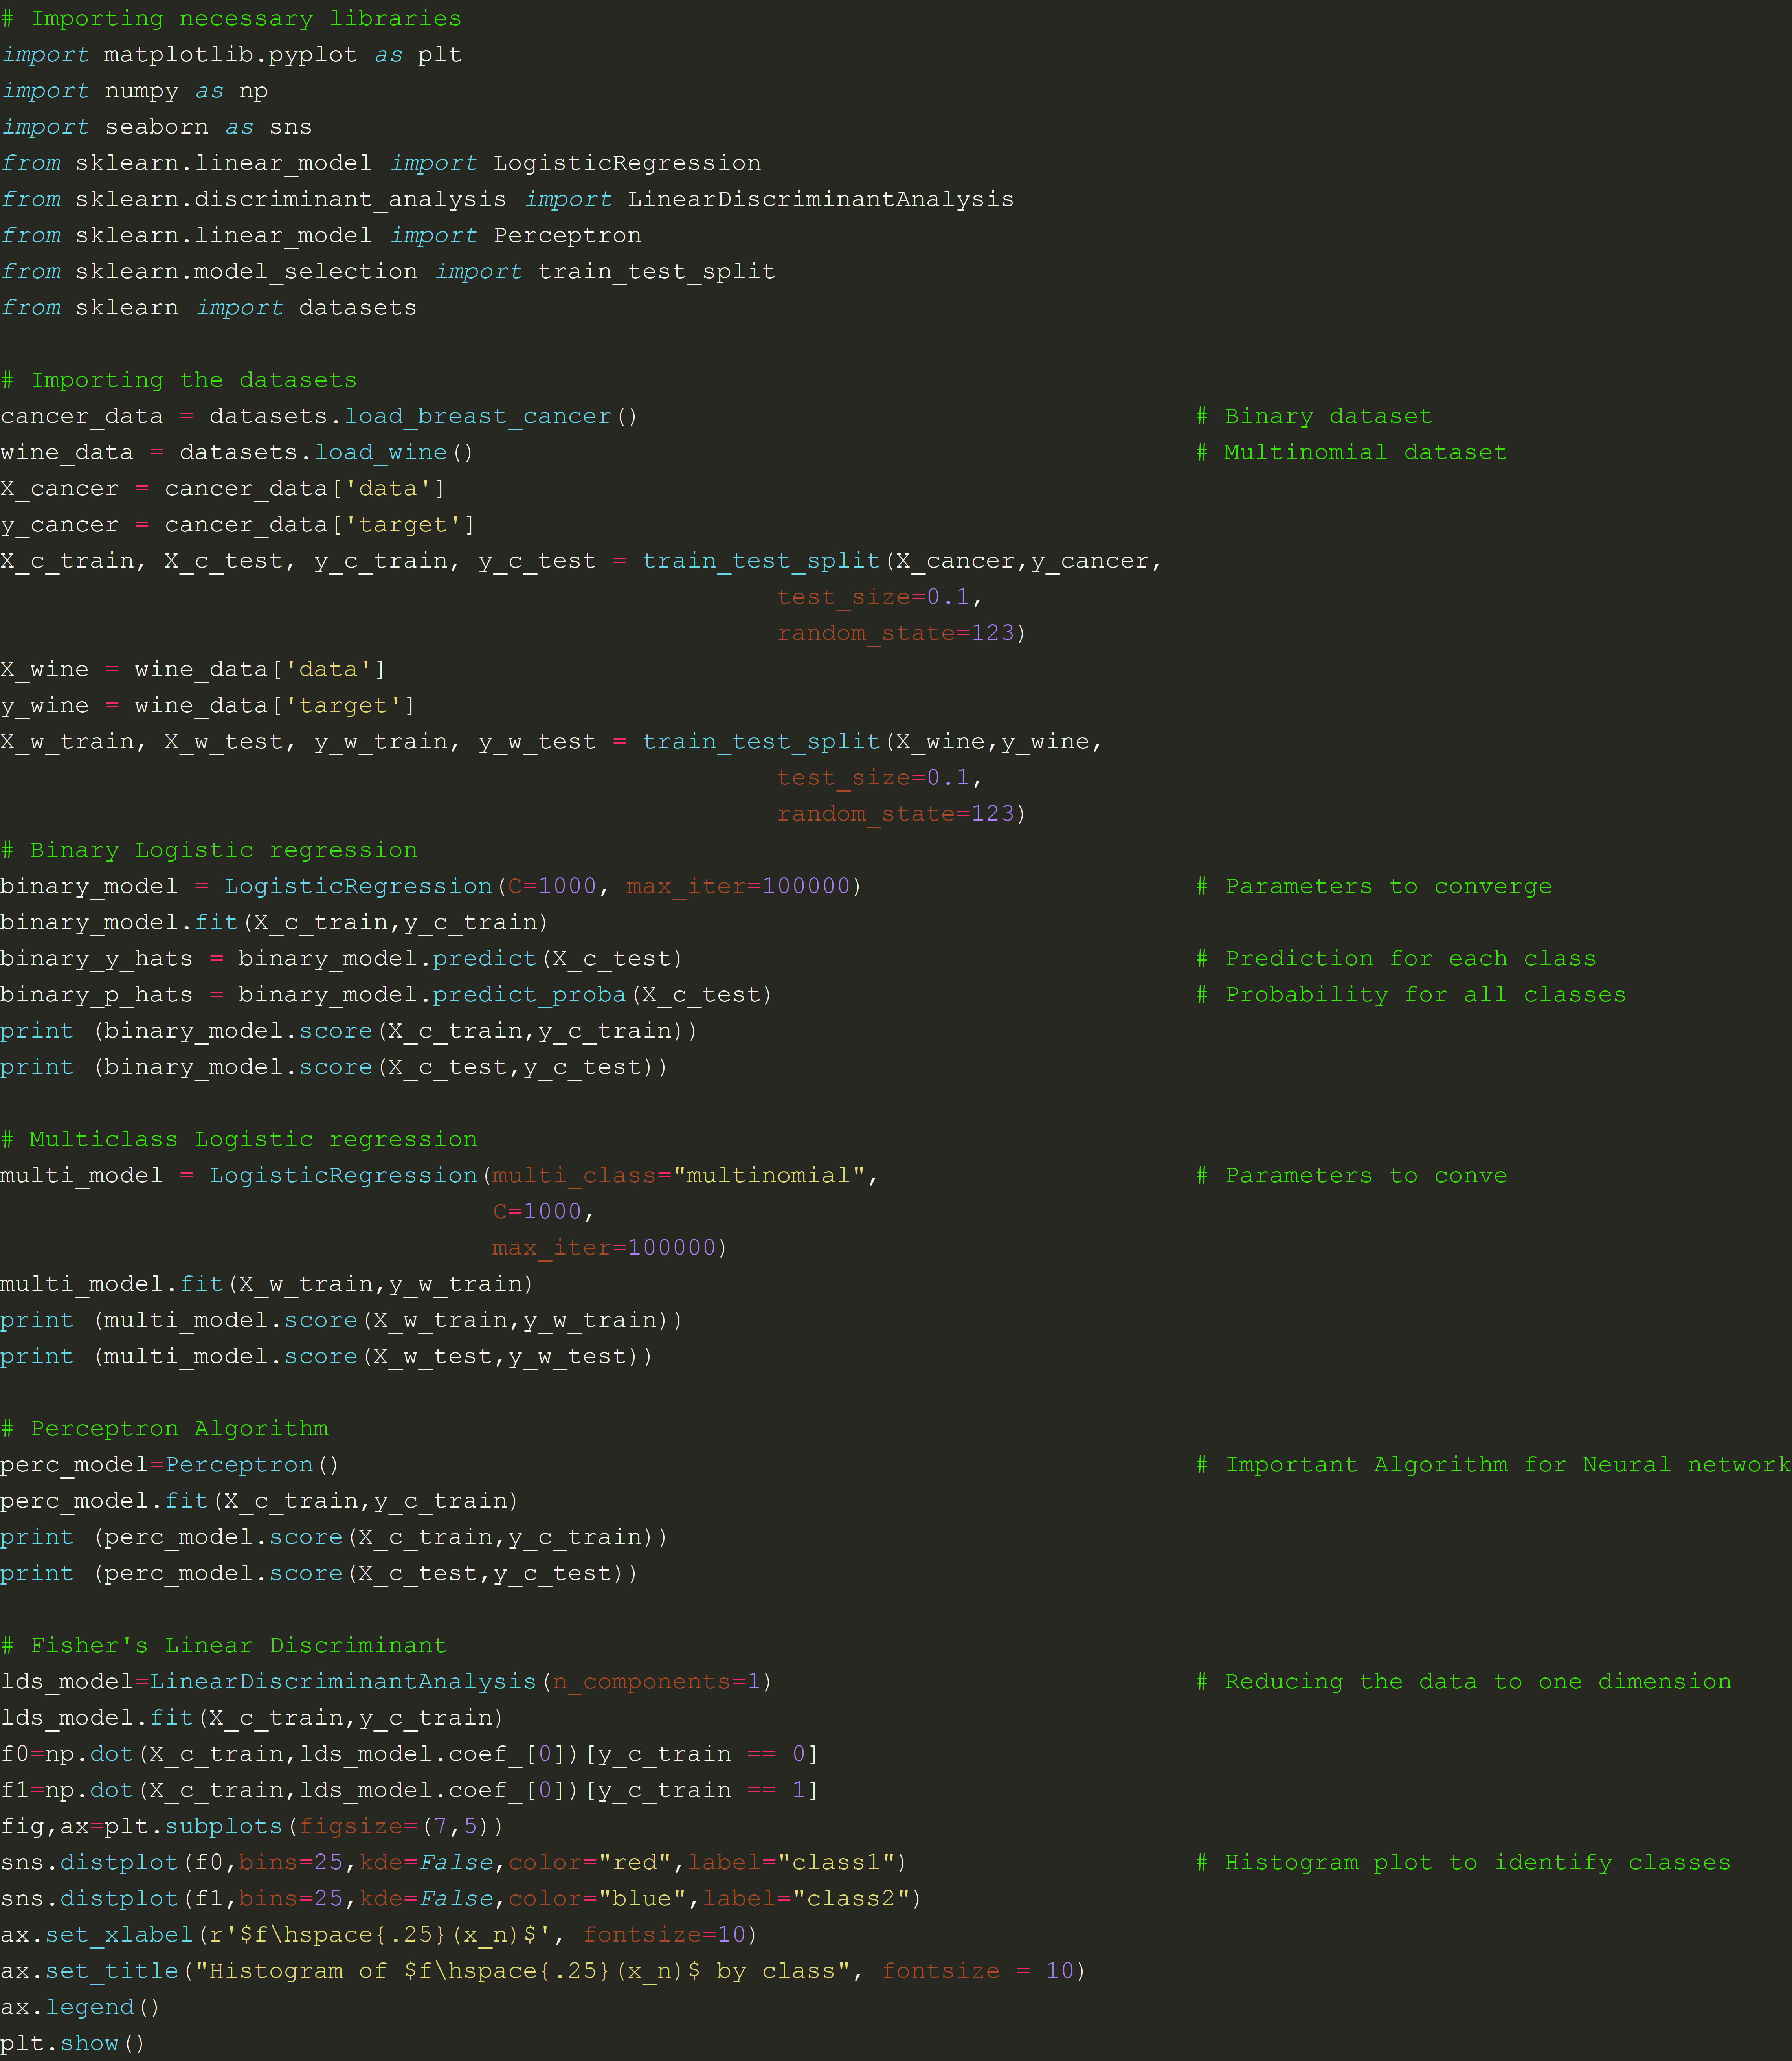 # Importing necessary libraries
import matplotlib.pyplot as plt
import numpy as np
import seaborn as sns
from sklearn.linear_model import LogisticRegression
from sklearn.discriminant_analysis import LinearDiscriminantAnalysis
from sklearn.linear_model import Perceptron
from sklearn.model_selection import train_test_split
from sklearn import datasets
# Importing the datasets
cancer_data = datasets.load_breast_cancer() # Binary dataset
wine_data = datasets.load_wine() # Multinomial dataset
X_cancer = cancer_data['data']
y_cancer = cancer_data['target']
X_c_train, X_c_test, y_c_train, y_c_test = train_test_split(X_cancer,y_cancer,
test_size=0.1,
random_state=123)
X_wine = wine_data['data']
y_wine = wine_data['target']
X_w_train, X_w_test, y_w_train, y_w_test = train_test_split(X_wine,y_wine,
test_size=0.1,
random_state=123)
# Binary Logistic regression
binary_model = LogisticRegression(C=1000, max_iter=100000) # Parameters to converge
binary_model.fit(X_c_train,y_c_train)
binary_y_hats = binary_model.predict(X_c_test) # Prediction for each class
binary_p_hats = binary_model.predict_proba(X_c_test) # Probability for all classes
print (binary_model.score(X_c_train,y_c_train))
print (binary_model.score(X_c_test,y_c_test))
# Multiclass Logistic regression
multi_model = LogisticRegression(multi_class="multinomial", # Parameters to conve
C=1000,
max_iter=100000)
multi_model.fit(X_w_train,y_w_train)
print (multi_model.score(X_w_train,y_w_train))
print (multi_model.score(X_w_test,y_w_test))
# Perceptron Algorithm
perc_model=Perceptron() # Important Algorithm for Neural network
perc_model.fit(X_c_train,y_c_train)
print (perc_model.score(X_c_train,y_c_train))
print (perc_model.score(X_c_test,y_c_test))
# Fisher's Linear Discriminant
lds_model=LinearDiscriminantAnalysis(n_components=1) # Reducing the data to one dimension
lds_model.fit(X_c_train,y_c_train)
f0=np.dot(X_c_train,lds_model.coef_[0])[y_c_train == 0]
f1=np.dot(X_c_train,lds_model.coef_[0])[y_c_train == 1]
fig,ax=plt.subplots(figsize=(7,5))
sns.distplot(f0,bins=25,kde=False,color="red",label="class1") # Histogram plot to identify classes
sns.distplot(f1,bins=25,kde=False,color="blue",label="class2")
ax.set_xlabel(r'$f\hspace{.25}(x_n)$', fontsize=10)
ax.set_title("Histogram of $f\hspace{.25}(x_n)$ by class", fontsize = 10)
ax.legend()
plt.show()